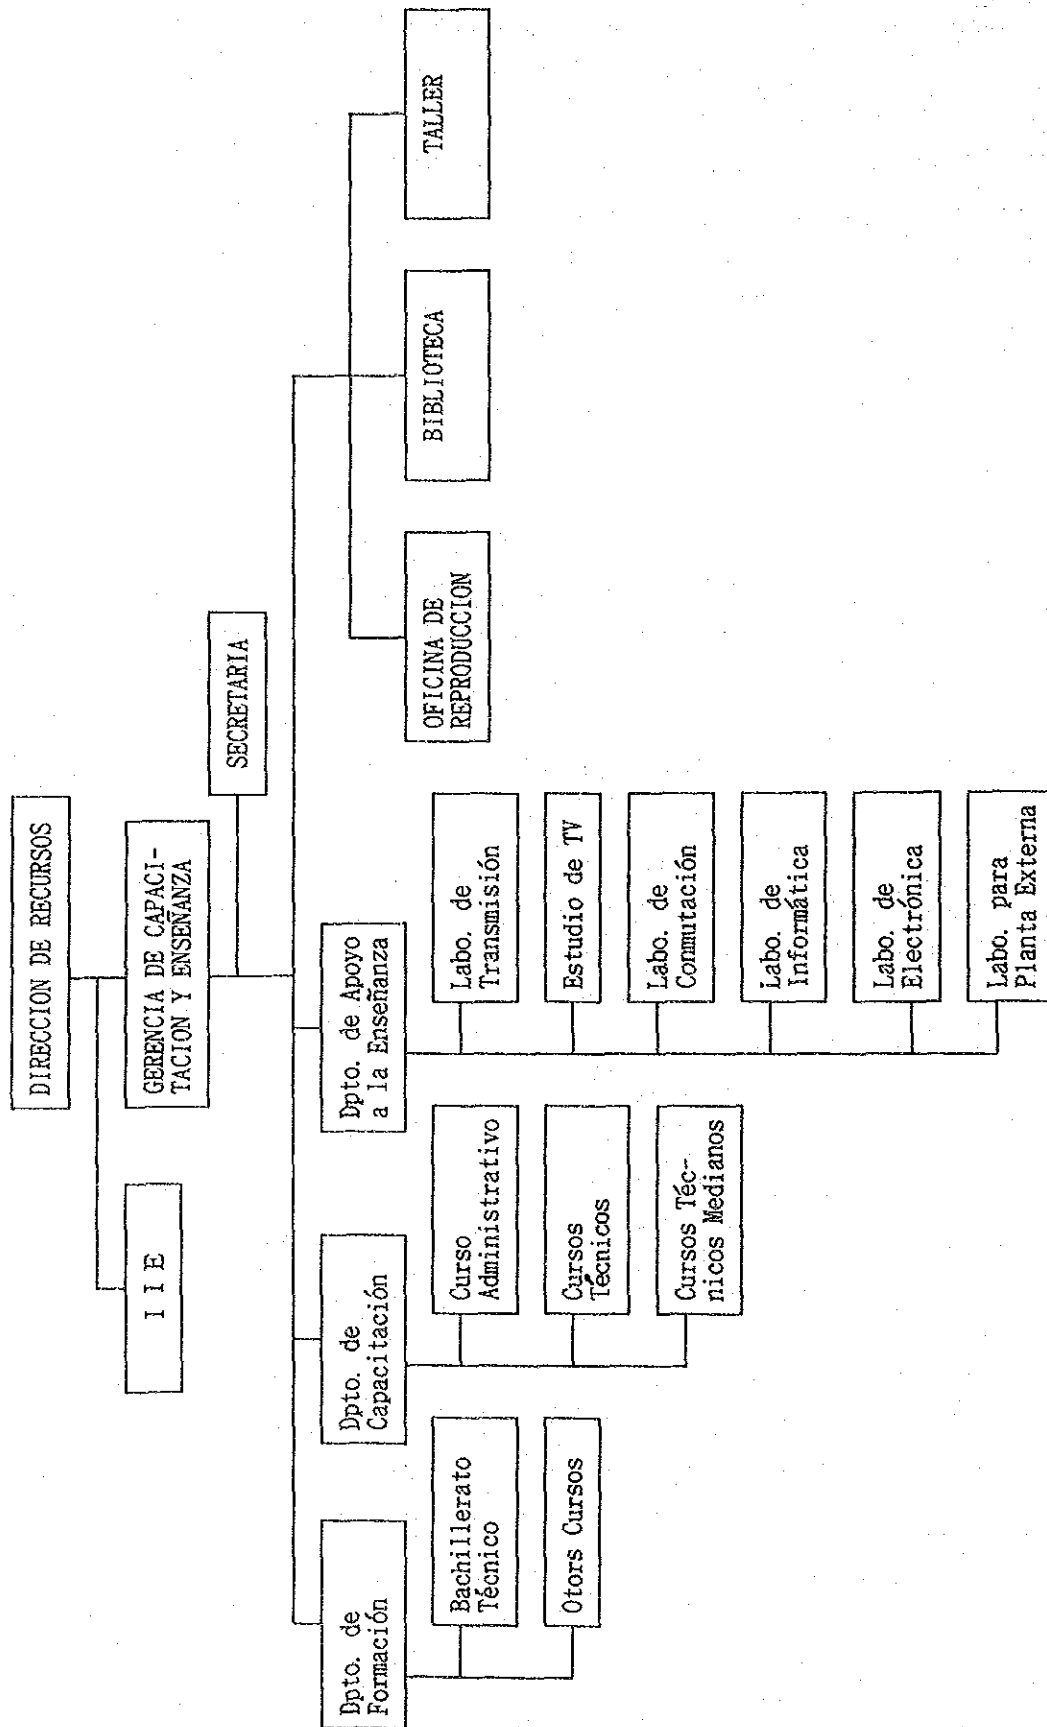 DIRECCION DE RECURSOS
I I E
GERENCIA DE CAPACI-
TACION Y ENSEÑANZA
SECRETARIA
Dpto. de
Formación
Bachillerato
Técnico
Otors Cursos
Dpto. de
Capacitación
Curso
Administrativo
Cursos
Técnicos
Cursos Téc-
nicos Medianos
Dpto. de Apoyo
a la Enseñanza
Labo. de
Transmisión
Estudio de TV
Labo. de
Conmutación
Labo. de
Informática
Labo. de
Electrónica
Labo. para
Planta Externa
OFICINA DE
REPRODUCCION
BIBLIOTECA
TALLER